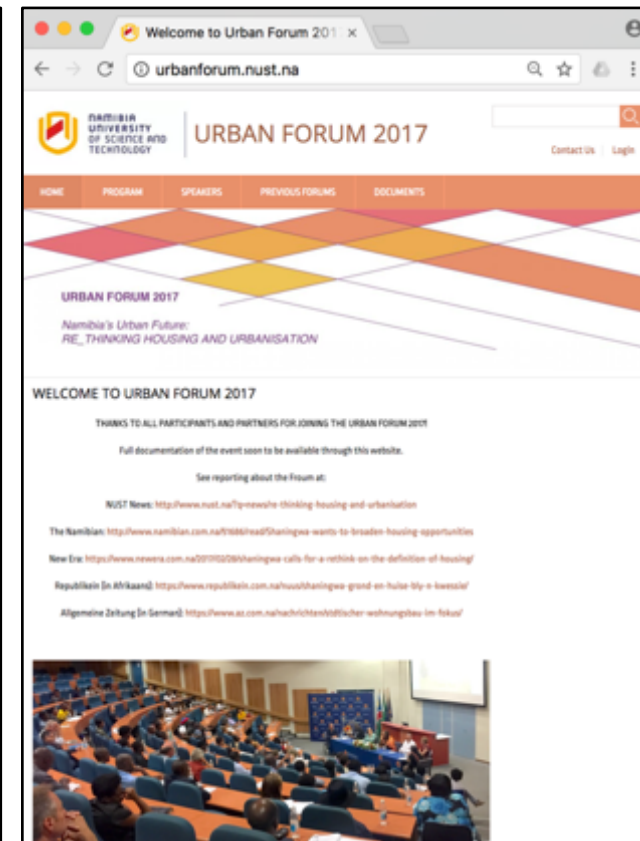 Welcome to Urban Forum 201
urbanforum.nust.na
NAMIBIA
UNIVERSITY
OF SCIENCE AND
TECHNOLOGY
URBAN FORUM 2017
Contact Us
Login
HOME
PROGRAM
SPEAKERS
PREVIOUS FORUMS
DOCUMENTS
URBAN FORUM 2017
Namibia's Urban Future:
RE_THINKING HOUSING AND URBANISATION
WELCOME TO URBAN FORUM 2017
THANKS TO ALL PARTICIPANTS AND PARTNERS FOR JOINING THE URBAN FORUM 2017!
Full documentation of the event soon to be available through this website.
See reporting about the Froum at:
NUST News: http://www.nust.na/?q=news/re-thinking-housing-and-urbanisation
The Namibian:
New Era:
Republikein (in Afrikaans):
Allgemeine Zeitung (in German):